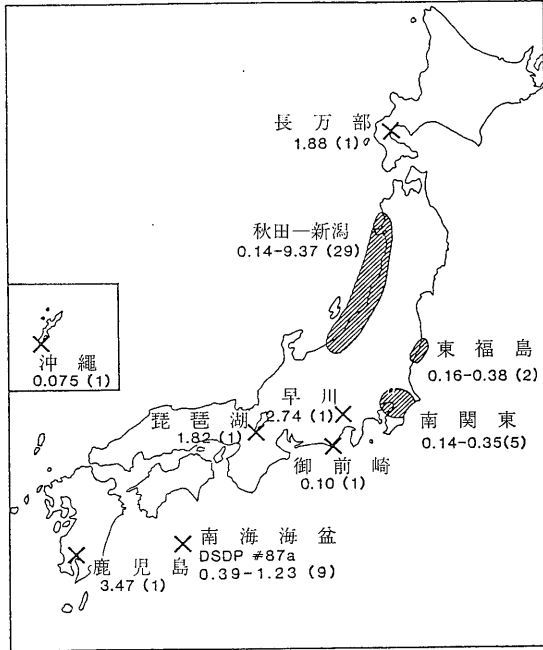 長万部
1.88 (1)
秋田—新潟
0.14-9.37 (29)
沖縄
0.075 (1)
東福島
0.16-0.38 (2)
早川
2.74 (1)
琵琶湖
1.82 (1)
南関東
0.14-0.35(5)
御前崎
0.10 (1)
南海海盆
DSDP #87a
0.39-1.23 (9)
鹿児島
3.47 (1)